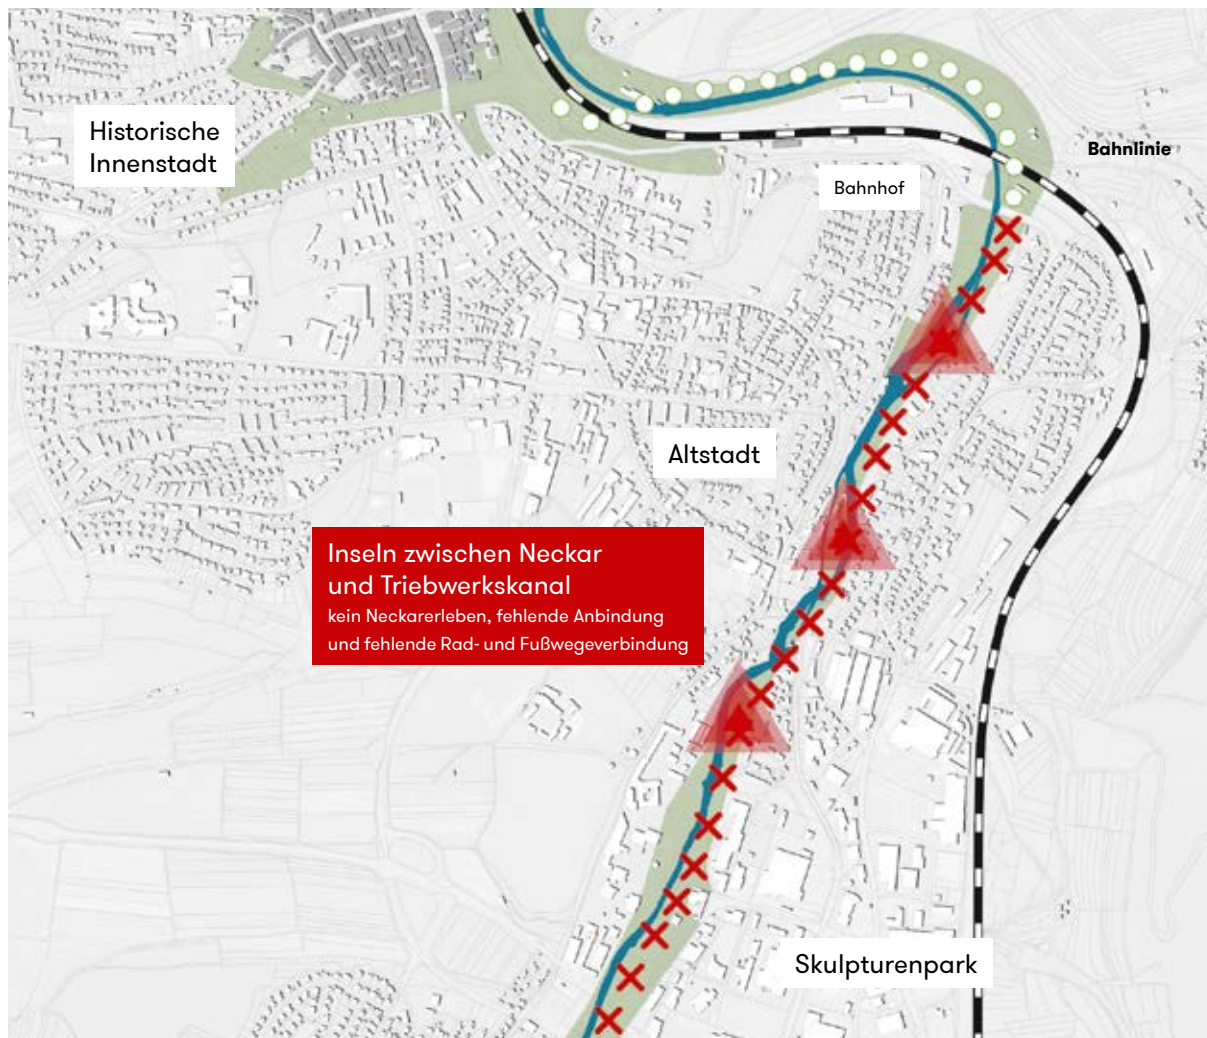 Historische
Innenstadt
Bahnlinie
Bahnhof
Altstadt
Inseln zwischen Neckar
und Triebwerkskanal
kein Neckarerleben, fehlende Anbindung
und fehlende Rad- und Fußwegeverbindung
Skulpturenpark